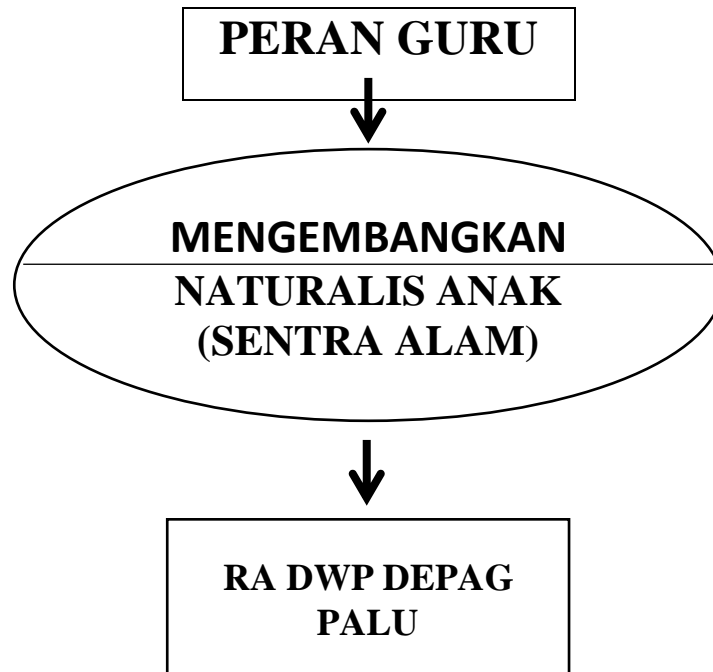 PERAN GURU
MENGEMBANGKAN
NATURALIS ANAK
(SENTRA ALAM)
RA DWP DEPAG
PALU